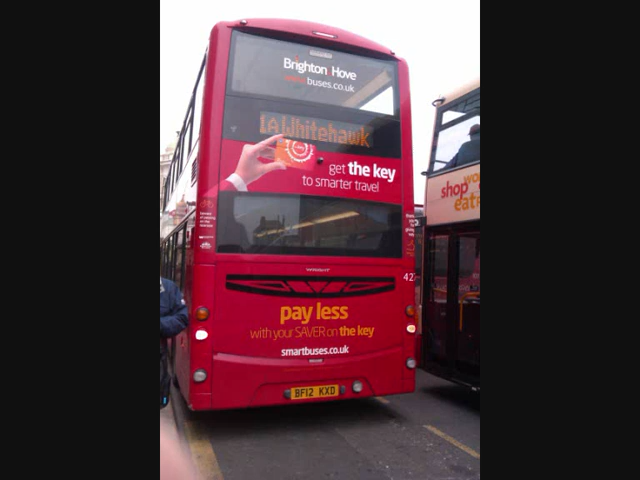 Brighton&Hove
buses.co.uk
1A Whitehawk
get the key
to smarter travel
WRIGHT
42
pay less
with your SAVER on the key
smartbuses.co.uk
BF12 KXD
shop
eat